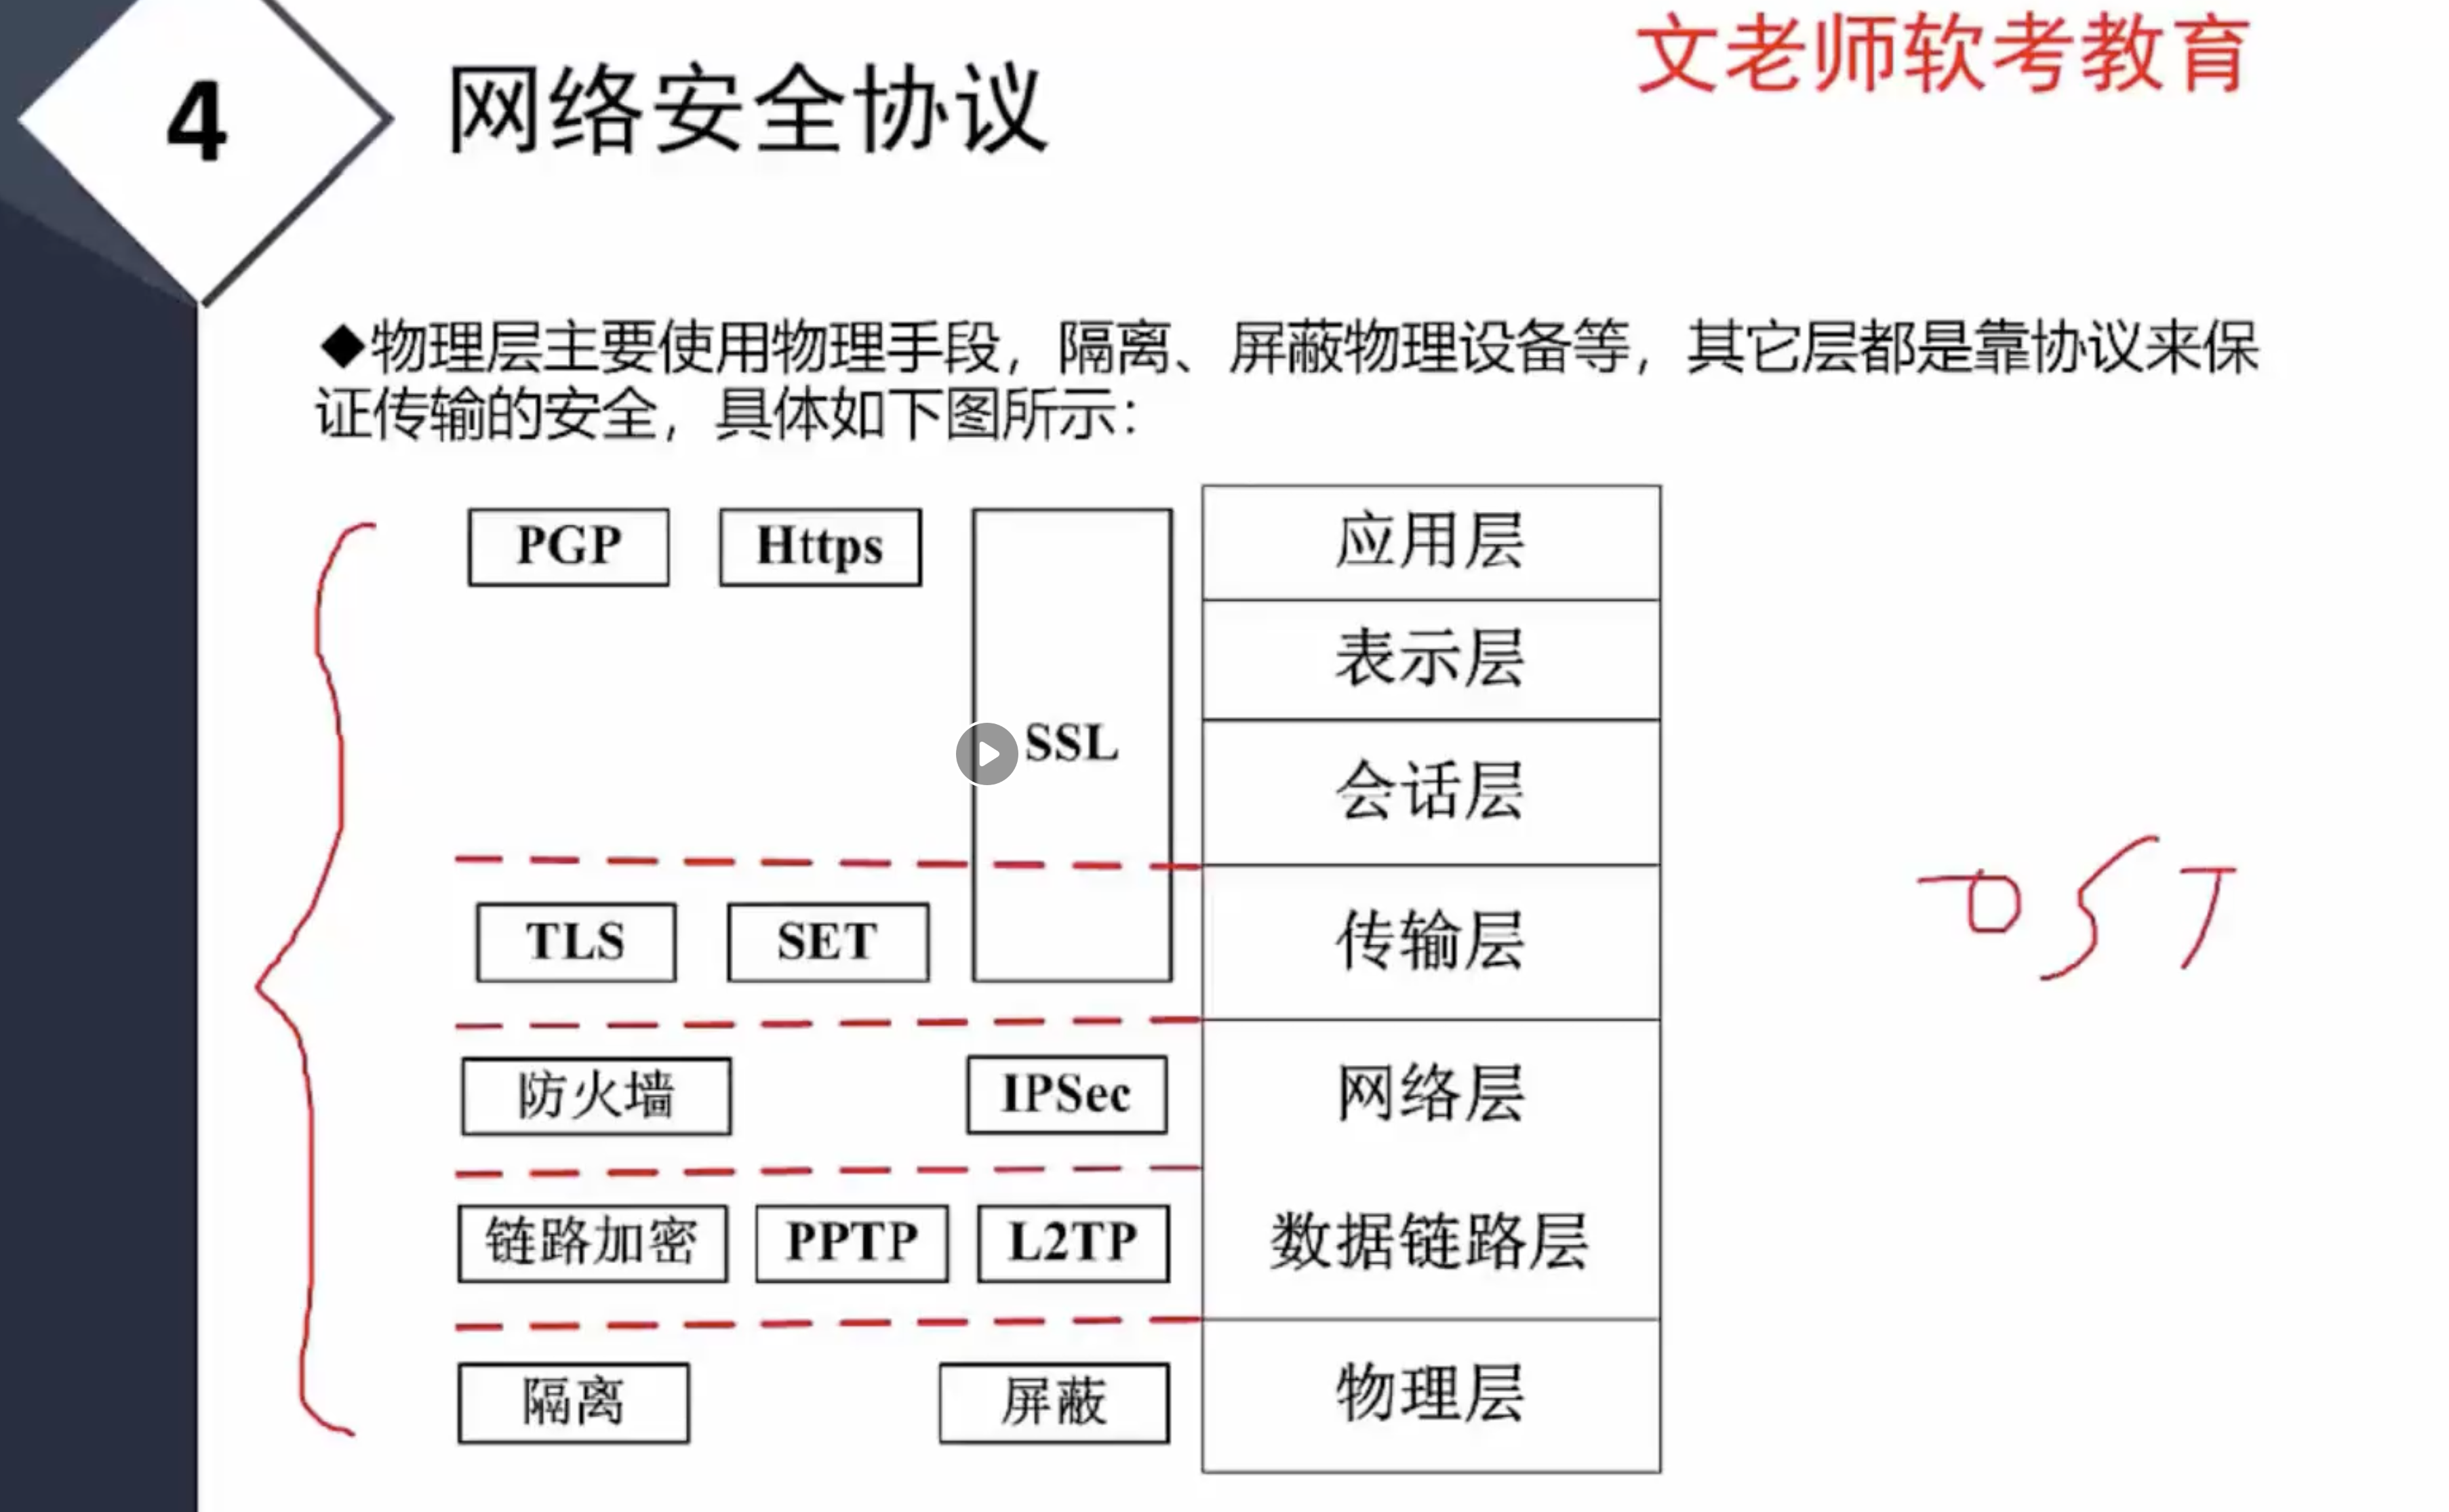 文老师软考教育
4
网络安全协议
◆物理层主要使用物理手段，隔离、屏蔽物理设备等，其它层都是靠协议来保
证传输的安全，具体如下图所示：
PGP Https 应用层
表示层
SSL 会话层
TLS SET 传输层
防火墙 IPSec 网络层
链路加密 PPTP L2TP 数据链路层
隔离 屏蔽 物理层